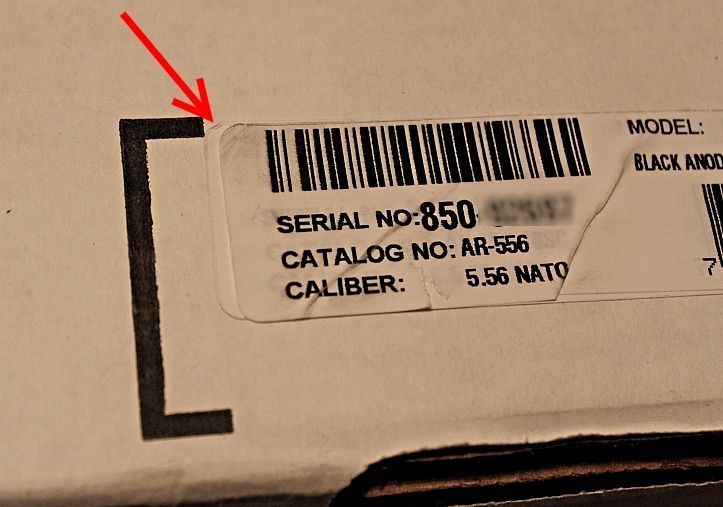 MODEL:
BLACK ANOD
SERIAL NO:850-
CATALOG NO: AR-556
CALIBER: 5.56 NATO
7